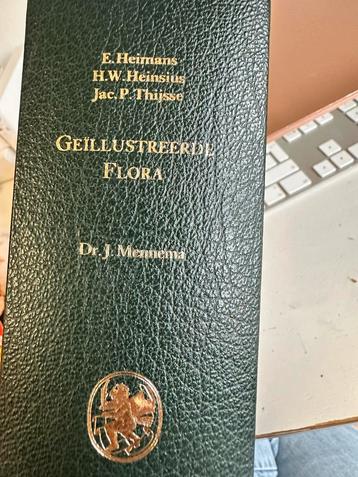 E. Heimans
H.W. Heinsius
Jac. P. Thijsse
GEÏLLUSTREERDE
FLORA
Dr. J. Mennema